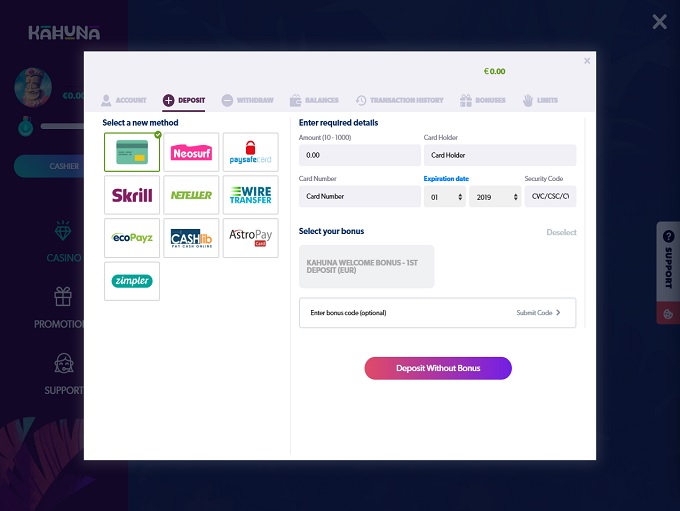 KAHUNA
€0.00
€0.00
CASHIER
CASINO
PROMOTION
SUPPORT
ACCOUNT
DEPOSIT
WITHDRAW
BALANCES
TRANSACTION HISTORY
BONUSES
LIMITS
Select a new method
Neosurf
paysafecard
Skrill
NETELLER
WIRE
TRANSFER
ecoPayz
CASHlib
PAY CASH ONLINE
AstroPay
Card
zimpler
Enter required details
Amount (10 - 1000)
Card Holder
0.00
Card Holder
Card Number
Expiration date
Security Code
Card Number
01
2019
CVC/CSC/CV
Select your bonus
Deselect
KAHUNA WELCOME BONUS - 1ST
DEPOSIT (EUR)
Enter bonus code (optional)
Submit Code
Deposit Without Bonus
SUPPORT